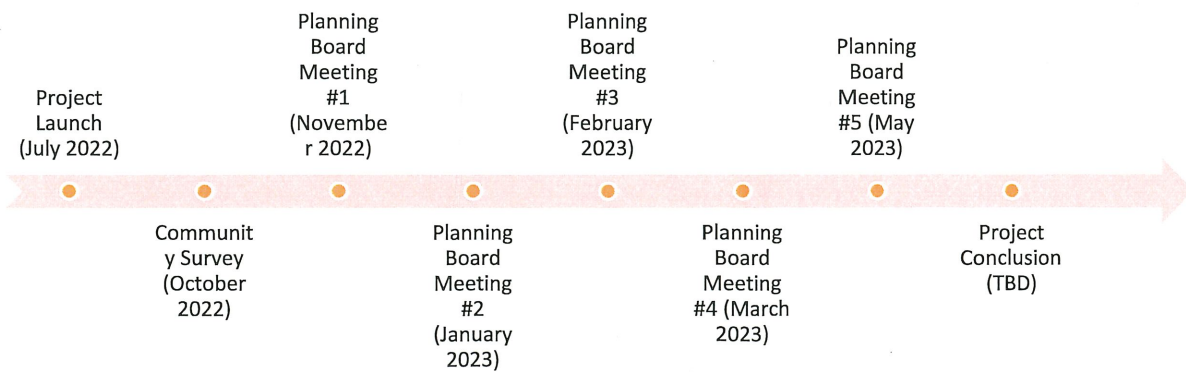 Project
Launch
(July 2022)
Communit
y Survey
(October
2022)
Planning
Board
Meeting
#1
(Novembe
r 2022)
Planning
Board
Meeting
#2
(January
2023)
Planning
Board
Meeting
#3
(February
2023)
Planning
Board
Meeting
#4 (March
2023)
Planning
Board
Meeting
#5 (May
2023)
Project
Conclusion
(TBD)